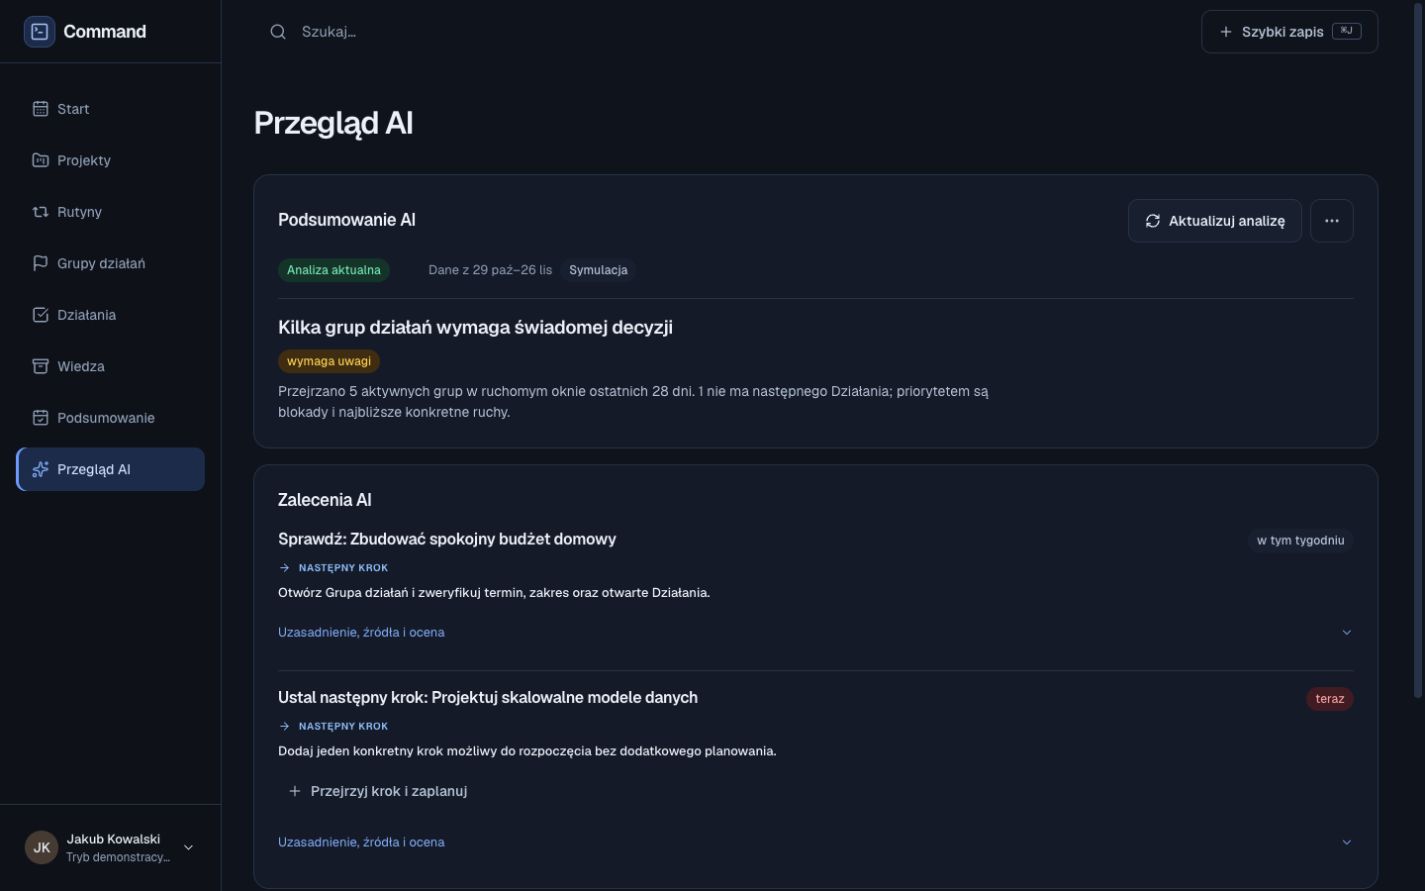 Command
Szukaj...
+ Szybki zapis ⌘J
Start
Projekty
Rutyny
Grupy działań
Działania
Wiedza
Podsumowanie
Przegląd AI
Przegląd AI
Podsumowanie AI
Aktualizuj analizę
Analiza aktualna
Dane z 29 paź–26 lis
Symulacja
Kilka grup działań wymaga świadomej decyzji
wymaga uwagi
Przejrzano 5 aktywnych grup w ruchomym oknie ostatnich 28 dni. 1 nie ma następnego Działania; priorytetem są
blokady i najbliższe konkretne ruchy.
Zalecenia AI
Sprawdź: Zbudować spokojny budżet domowy
w tym tygodniu
→ NASTĘPNY KROK
Otwórz Grupa działań i zweryfikuj termin, zakres oraz otwarte Działania.
Uzasadnienie, źródła i ocena
Ustal następny krok: Projektuj skalowalne modele danych
teraz
→ NASTĘPNY KROK
Dodaj jeden konkretny krok możliwy do rozpoczęcia bez dodatkowego planowania.
+ Przejrzyj krok i zaplanuj
Uzasadnienie, źródła i ocena
JK
Jakub Kowalski
Tryb demonstracy...